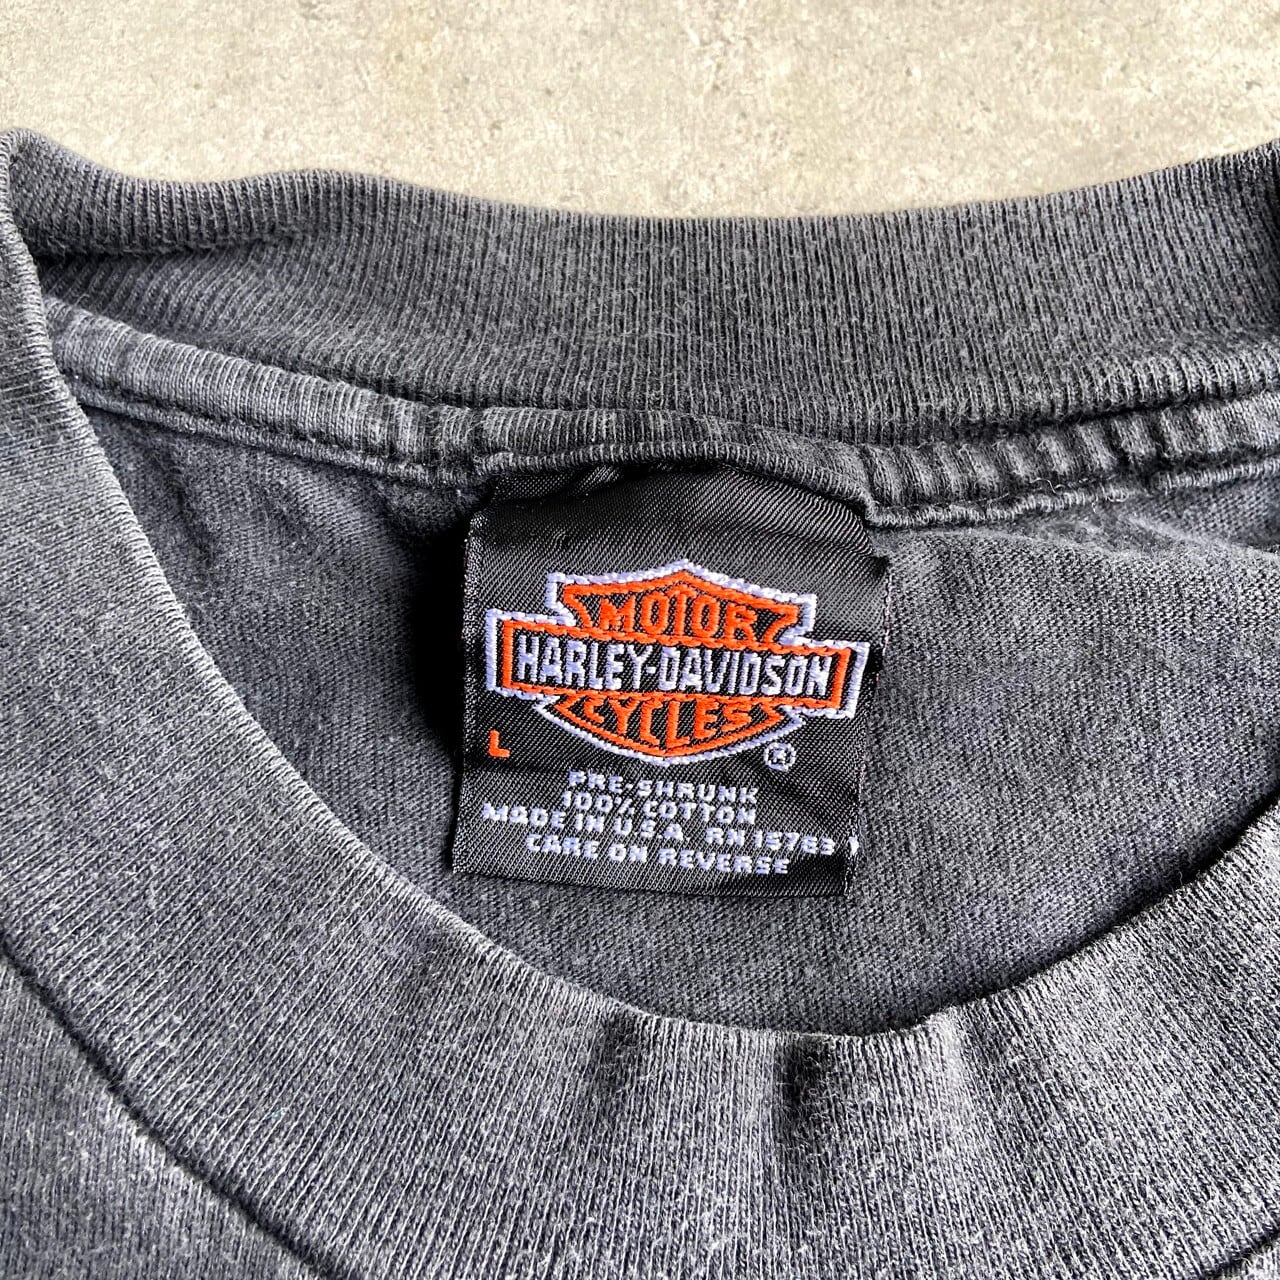 MOTOR
HARLEY-DAVIDSON
CYCLES
®
L
PRE-SHRUNK
100% COTTON
MADE IN U.S.A. RN 15763
CARE ON REVERSE